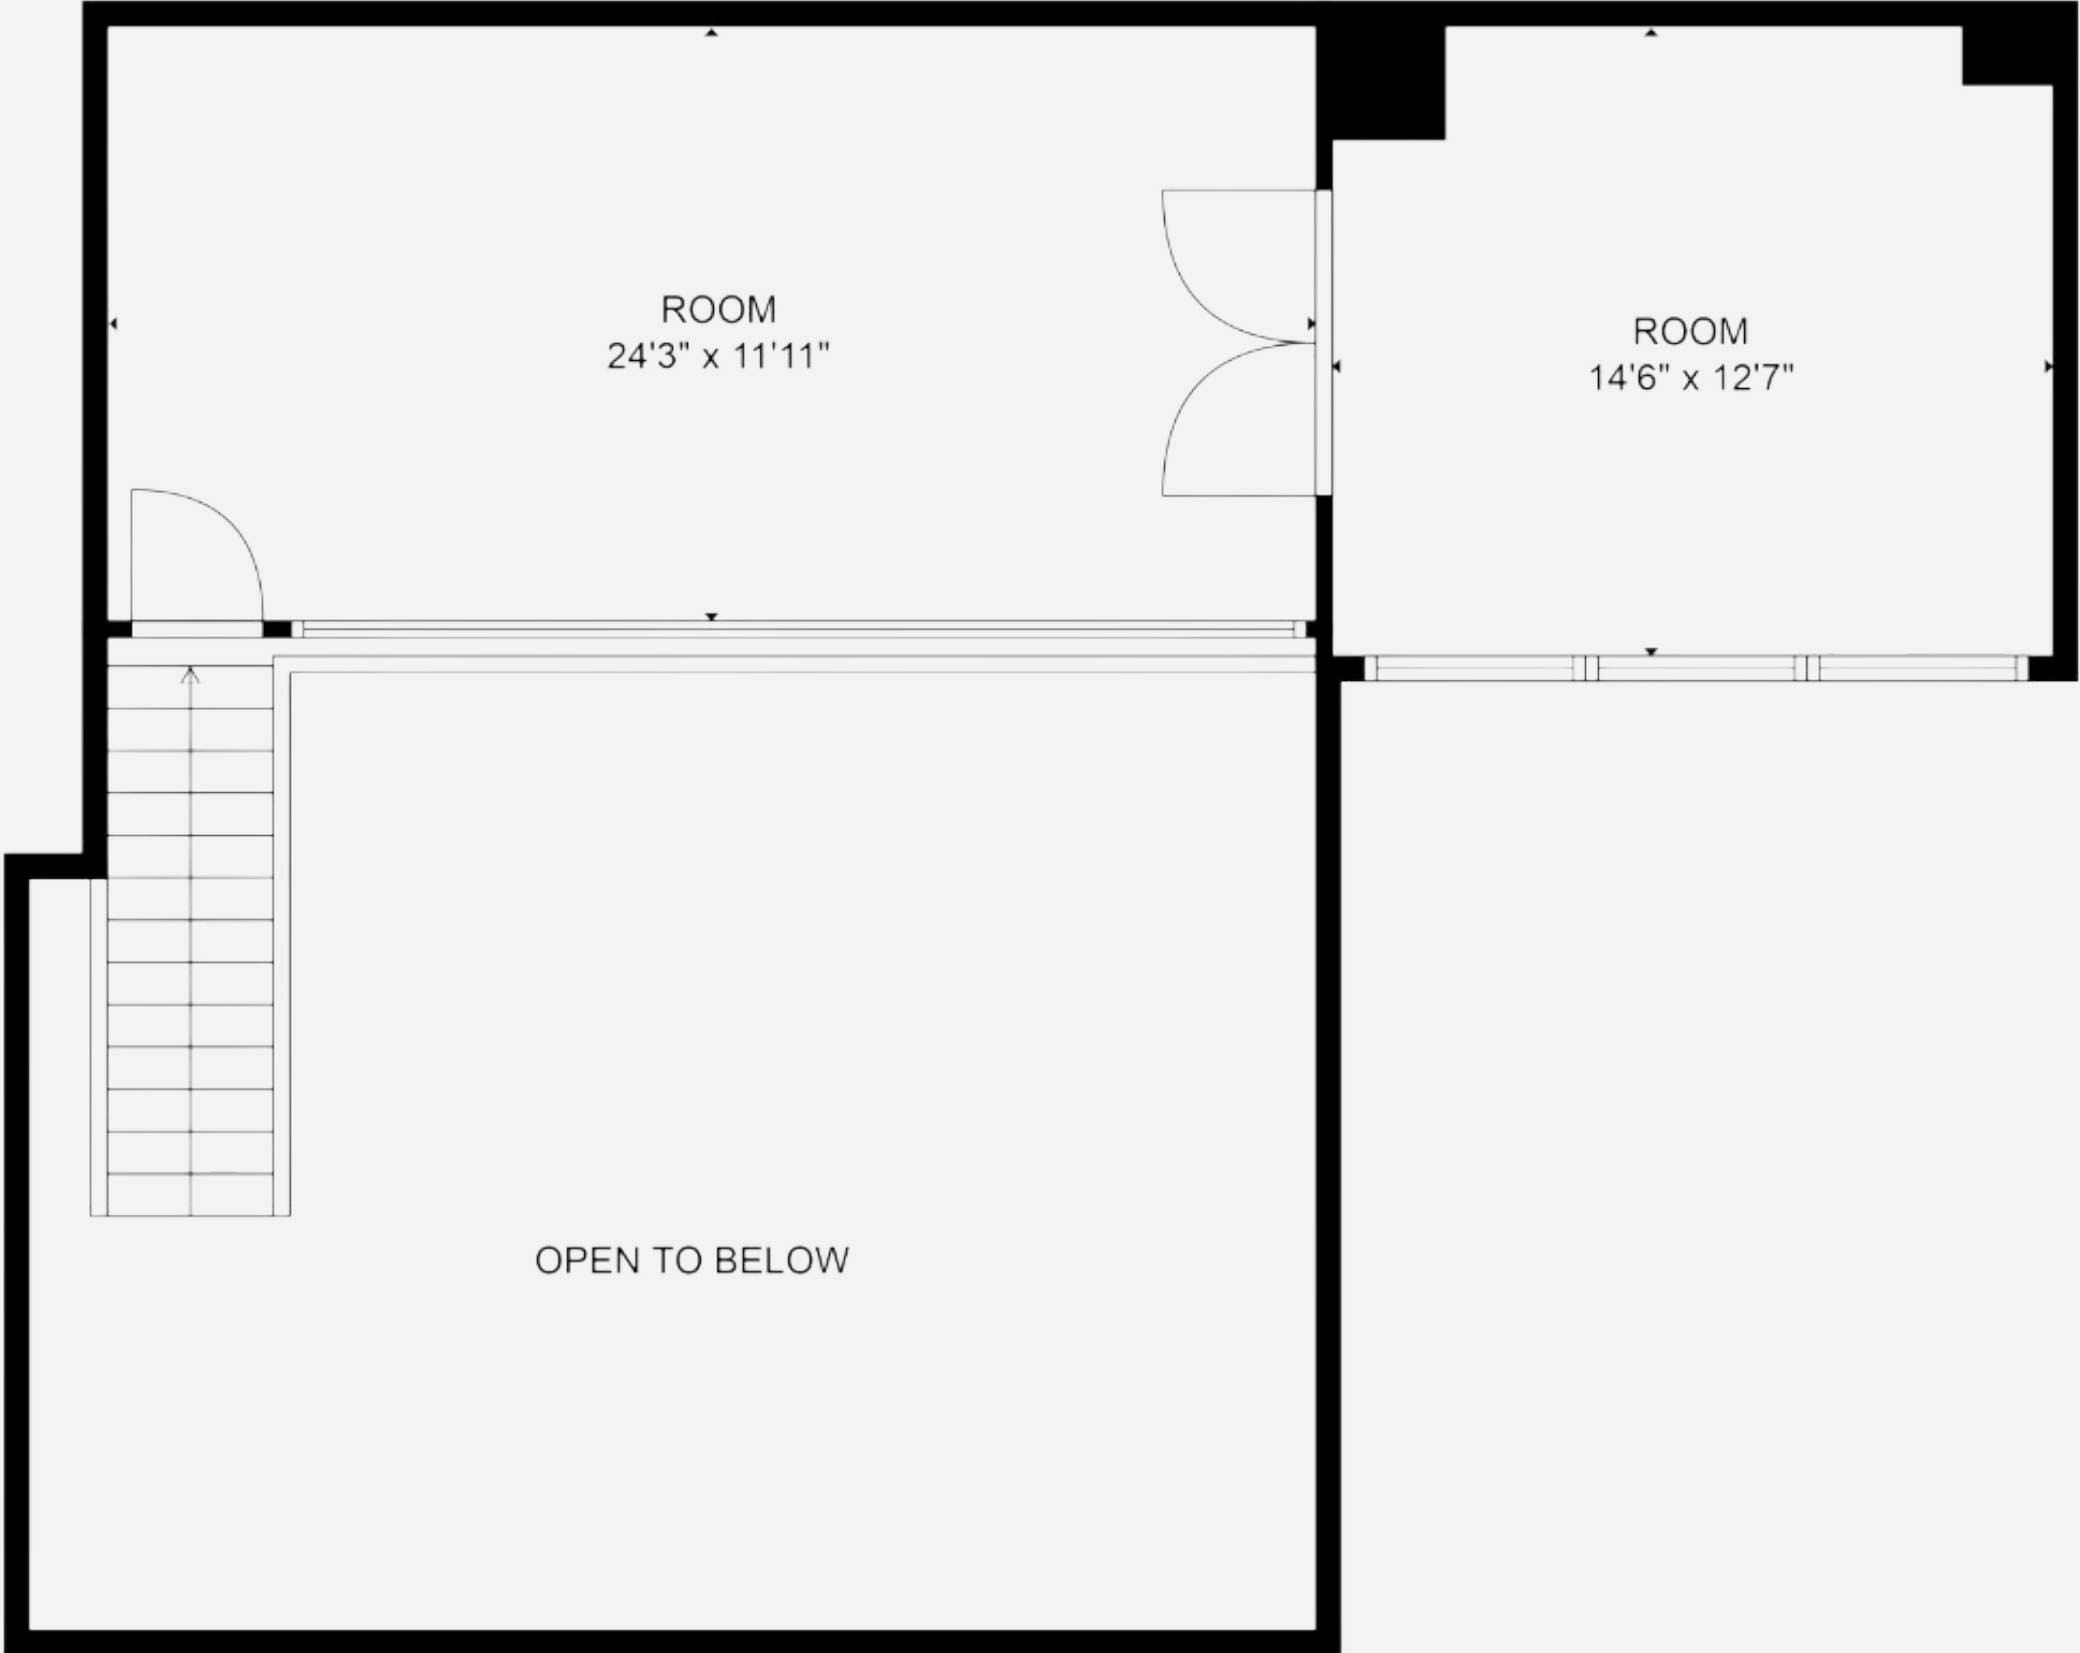 ROOM
24'3" x 11'11"
ROOM
14'6" x 12'7"
OPEN TO BELOW